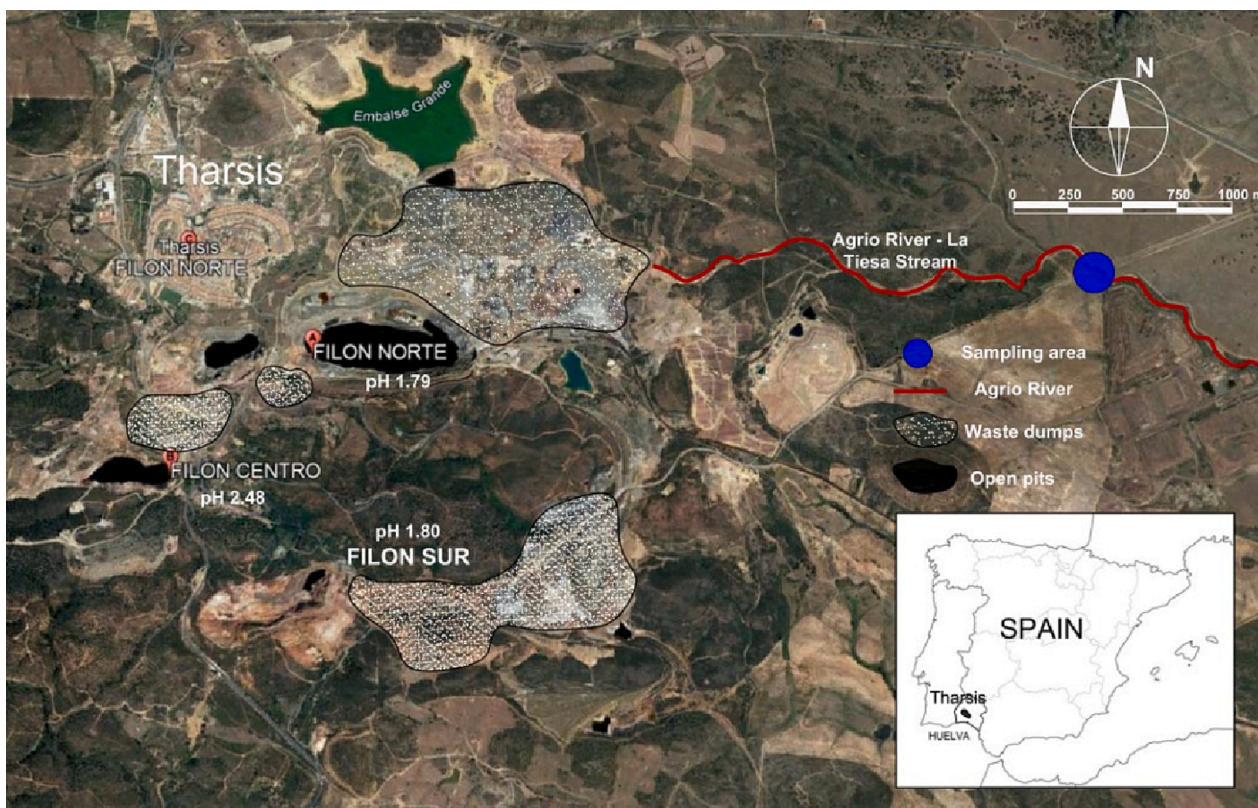 Embalse Grande
N
0 250 500 750 1000 m
Tharsis
C
Tharsis
FILON NORTE
Agrio River - La
Tiesa Stream
A
FILON NORTE
pH 1.79
Sampling area
Agrio River
Waste dumps
Open pits
B
FILON CENTRO
pH 2.48
pH 1.80
FILON SUR
SPAIN
Tharsis
HUELVA